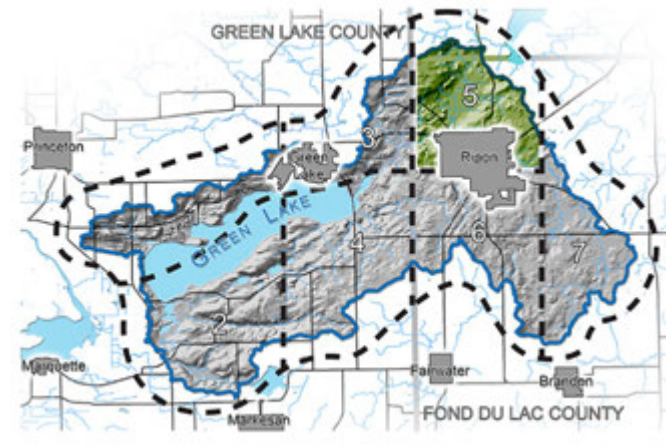 GREEN LAKE COUNTY
5
Princeton
3
Green
Lake
Ripon
1
GREEN LAKE
4
6
7
2
Marquette
Fairwater
Brandon
Markesan
FOND DU LAC COUNTY